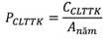 P_CLTTK = C_CLTTK / A_năm